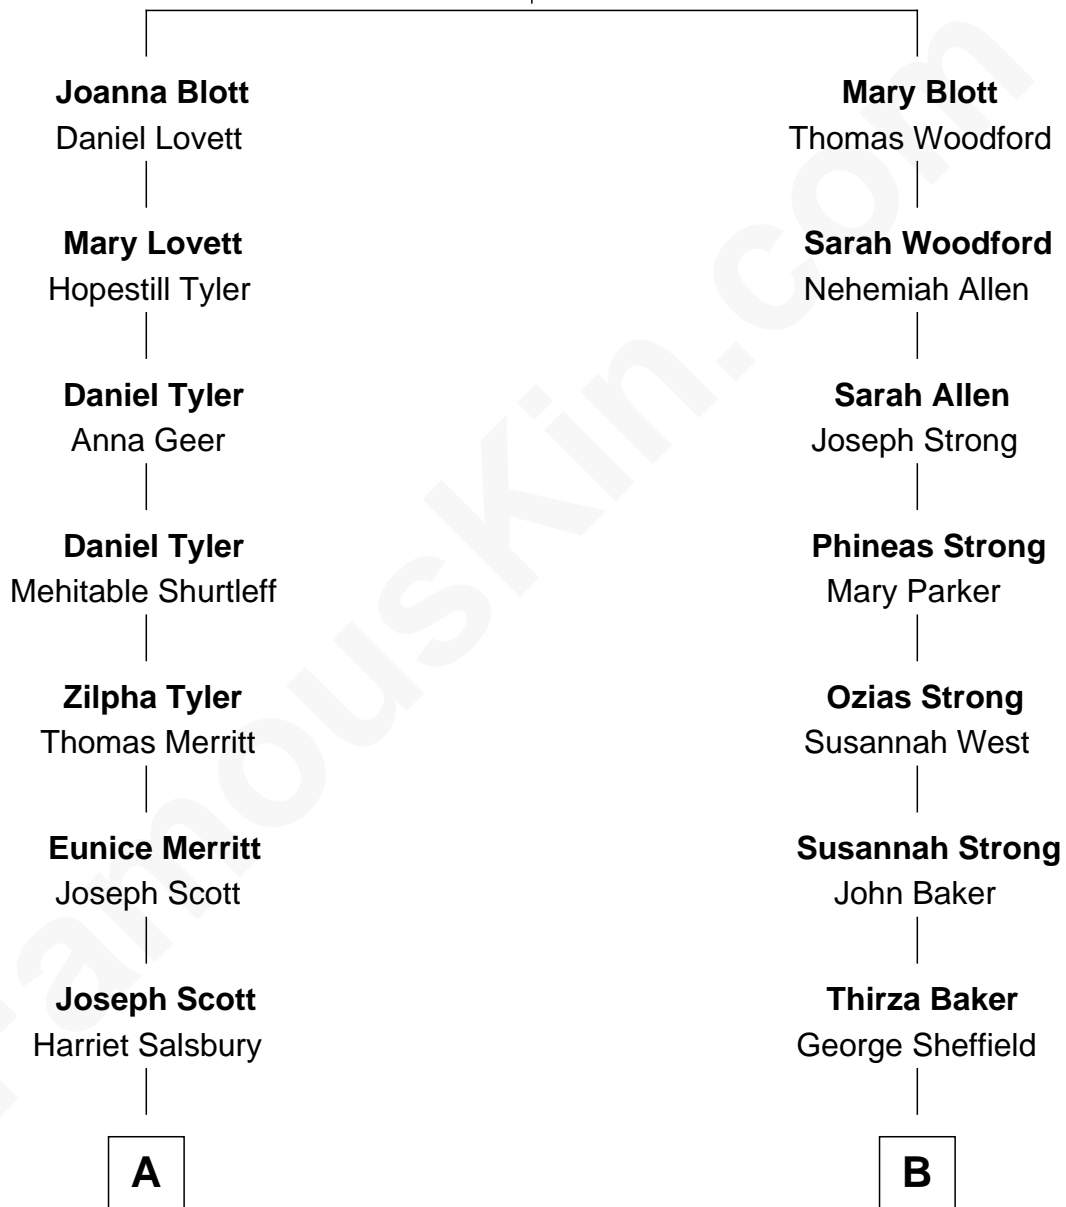 Joanna Blott
Daniel Lovett
Mary Lovett
Hopestill Tyler
Daniel Tyler
Anna Geer
Daniel Tyler
Mehitable Shurtleff
Zilpha Tyler
Thomas Merritt
Eunice Merritt
Joseph Scott
Joseph Scott
Harriet Salsbury
A
Mary Blott
Thomas Woodford
Sarah Woodford
Nehemiah Allen
Sarah Allen
Joseph Strong
Phineas Strong
Mary Parker
Ozias Strong
Susannah West
Susannah Strong
John Baker
Thirza Baker
George Sheffield
B
FamousKin.com